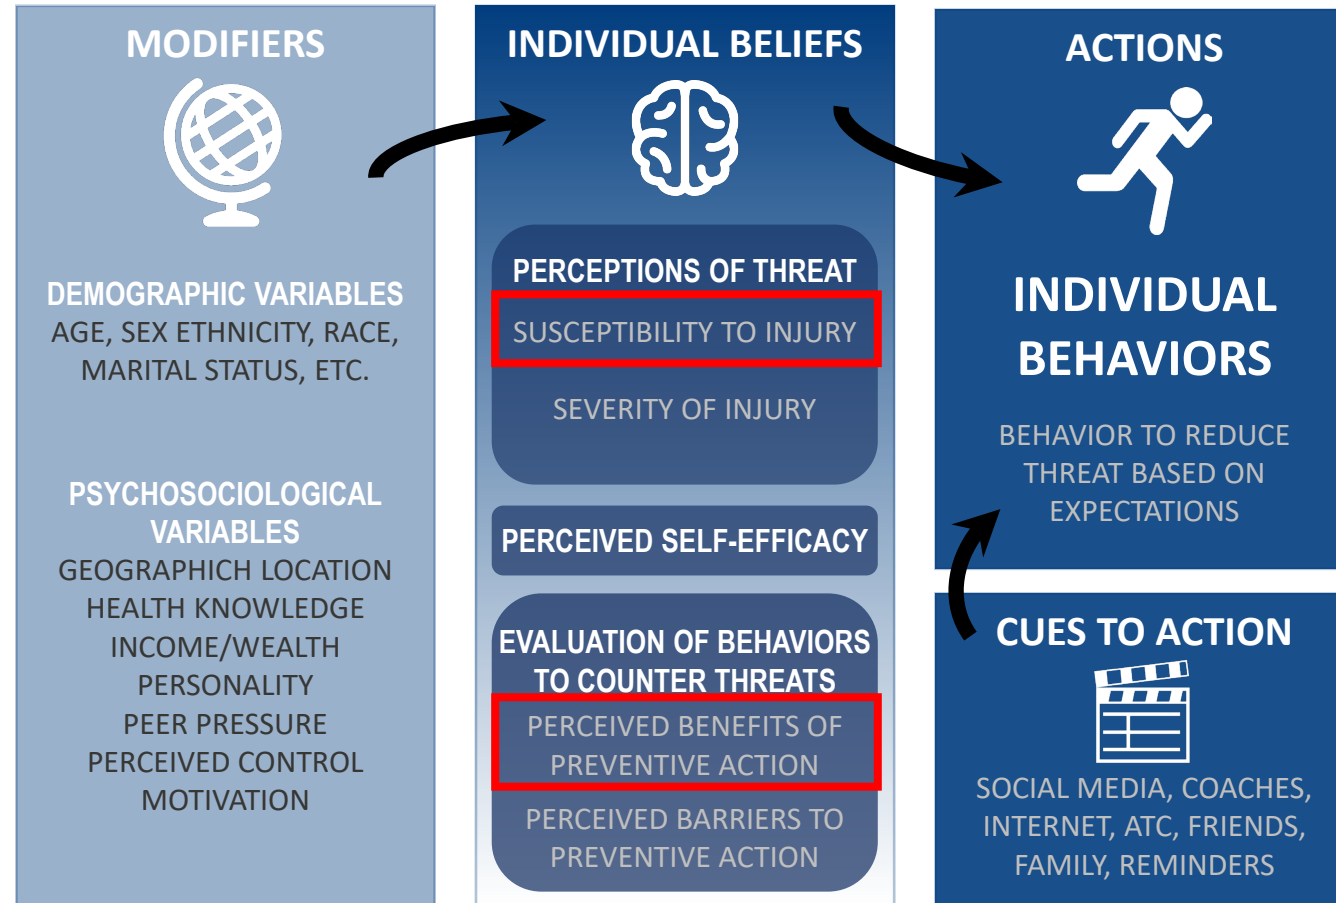 MODIFIERS
DEMOGRAPHIC VARIABLES
AGE, SEX ETHNICITY, RACE,
MARITAL STATUS, ETC.
PSYCHOSOCIOLOGICAL
VARIABLES
GEOGRAPHICH LOCATION
HEALTH KNOWLEDGE
INCOME/WEALTH
PERSONALITY
PEER PRESSURE
PERCEIVED CONTROL
MOTIVATION
INDIVIDUAL BELIEFS
PERCEPTIONS OF THREAT
SUSCEPTIBILITY TO INJURY
SEVERITY OF INJURY
PERCEIVED SELF-EFFICACY
EVALUATION OF BEHAVIORS
TO COUNTER THREATS
PERCEIVED BENEFITS OF
PREVENTIVE ACTION
PERCEIVED BARRIERS TO
PREVENTIVE ACTION
ACTIONS
INDIVIDUAL
BEHAVIORS
BEHAVIOR TO REDUCE
THREAT BASED ON
EXPECTATIONS
CUES TO ACTION
SOCIAL MEDIA, COACHES,
INTERNET, ATC, FRIENDS,
FAMILY, REMINDERS